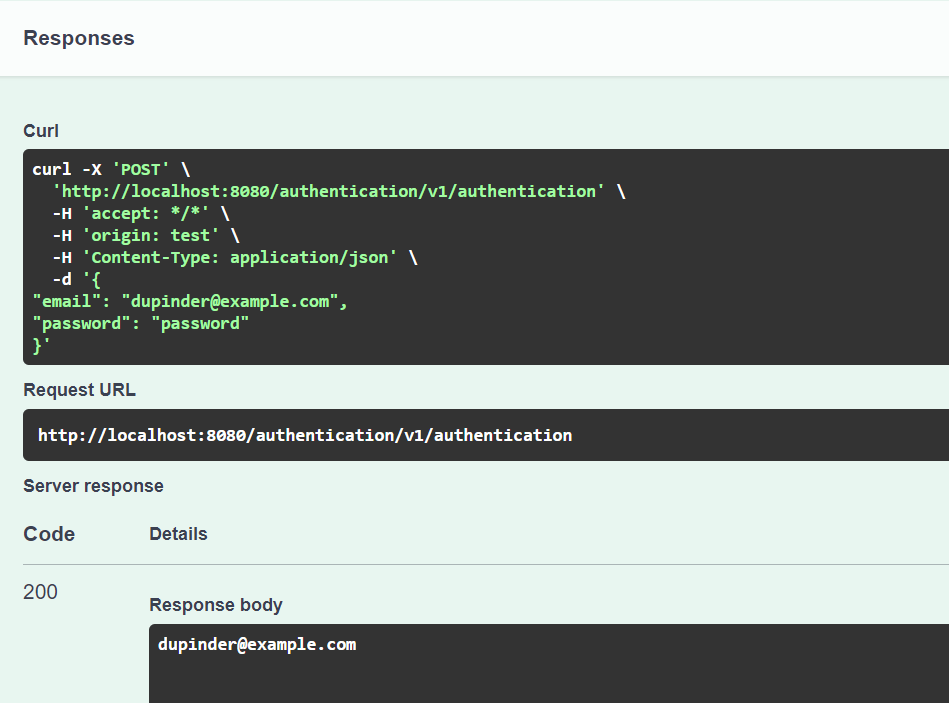 Responses
Curl
curl -X 'POST' \
  'http://localhost:8080/authentication/v1/authentication' \
  -H 'accept: */*' \
  -H 'origin: test' \
  -H 'Content-Type: application/json' \
  -d '{
"email": "dupinder@example.com",
"password": "password"
}'
Request URL
http://localhost:8080/authentication/v1/authentication
Server response
Code Details
200
Response body
dupinder@example.com